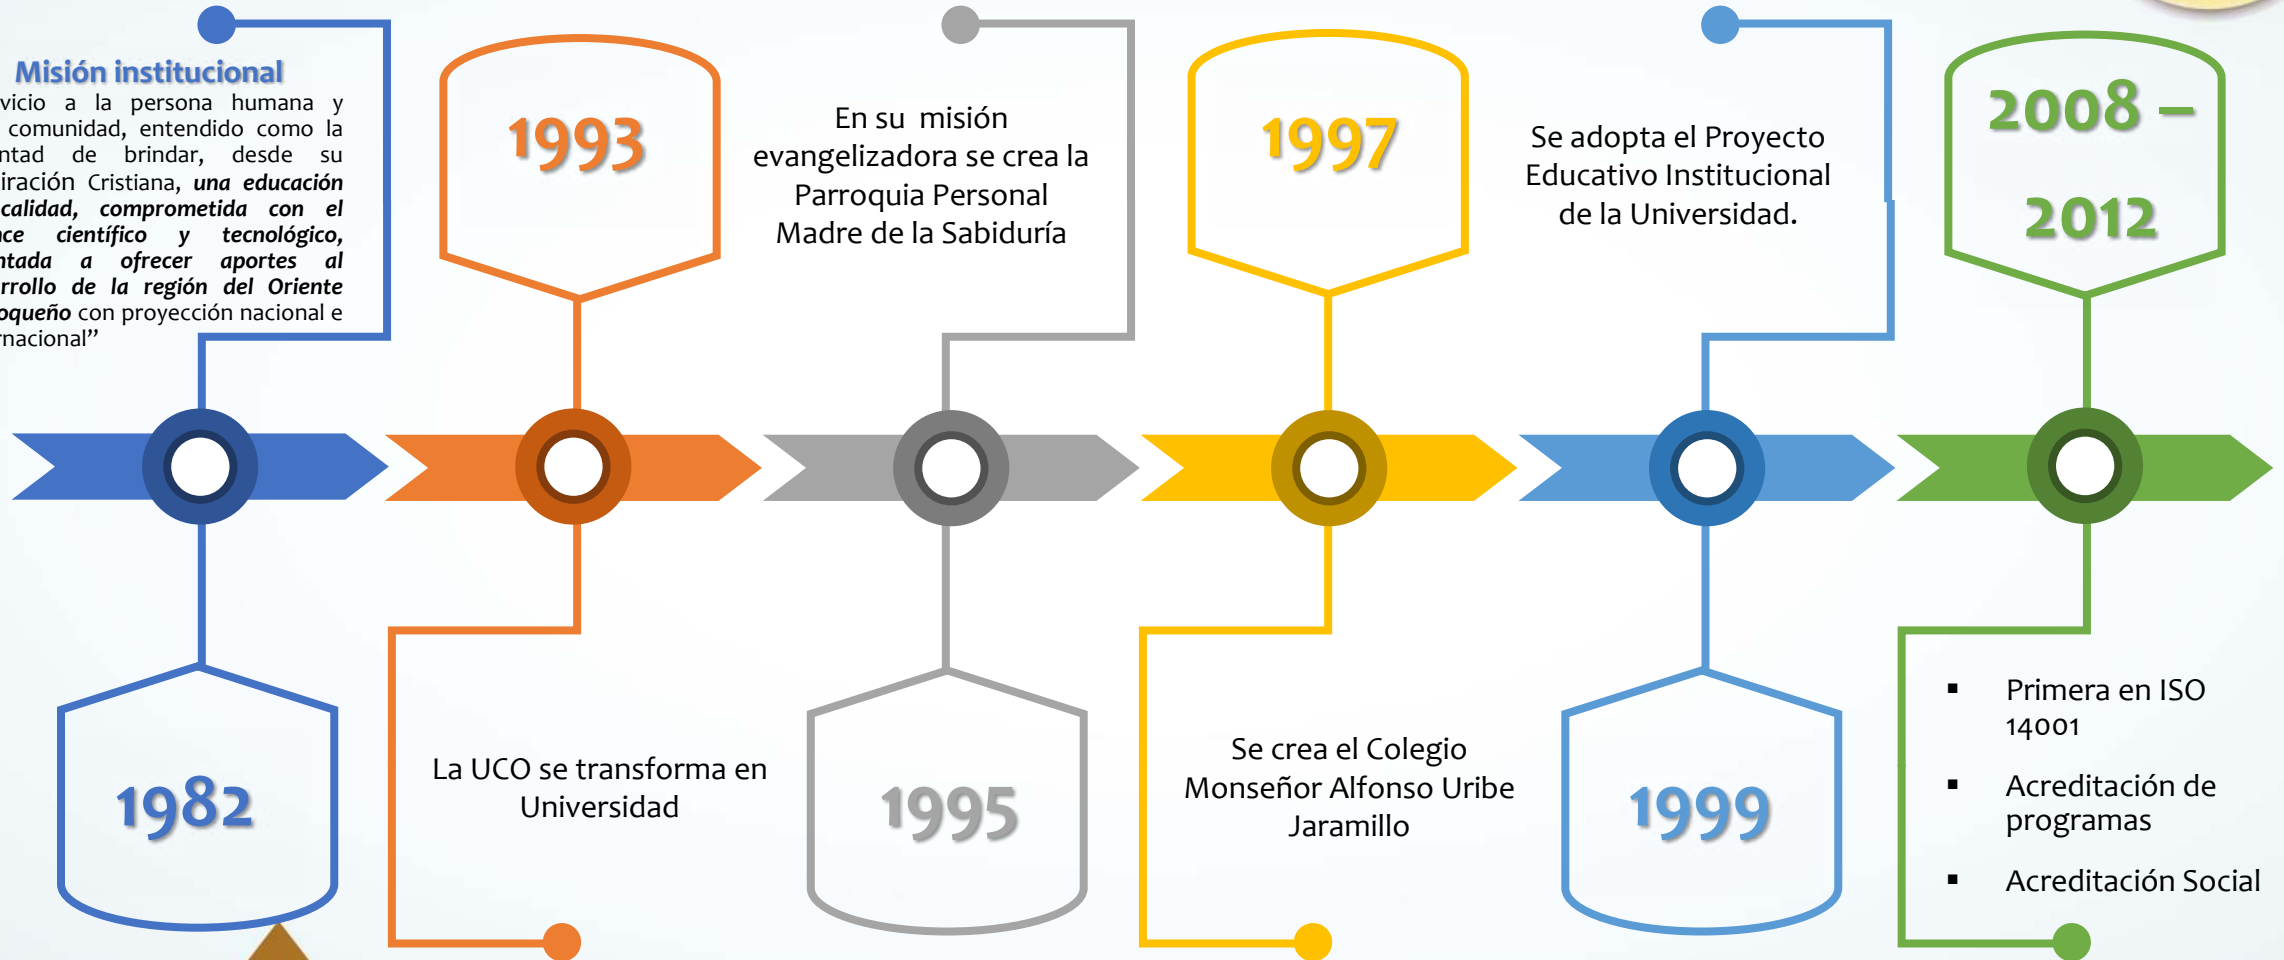 Misión institucional
vicio a la persona humana y
comunidad, entendido como la
ntad de brindar, desde su
iración Cristiana, una educación
calidad, comprometida con el
nce científico y tecnológico,
ntada a ofrecer aportes al
rrollo de la región del Oriente
oqueño con proyección nacional e
rnacional”
1993
En su misión
evangelizadora se crea la
Parroquia Personal
Madre de la Sabiduría
1997
Se adopta el Proyecto
Educativo Institucional
de la Universidad.
2008 –
2012
1982
La UCO se transforma en
Universidad
1995
Se crea el Colegio
Monseñor Alfonso Uribe
Jaramillo
1999
▪ Primera en ISO
14001
▪ Acreditación de
programas
▪ Acreditación Social